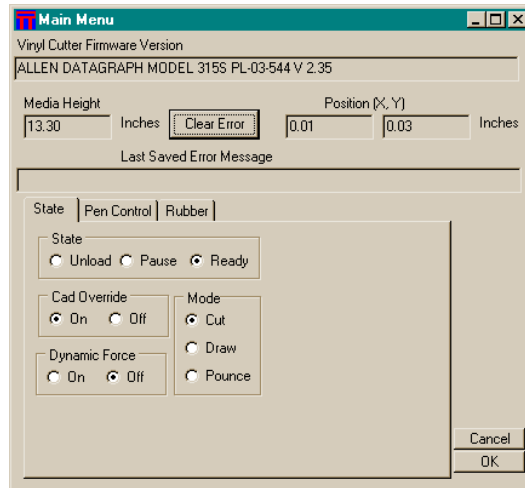 Main Menu
Vinyl Cutter Firmware Version
ALLEN DATAGRAPH MODEL 315S PL-03-544 V 2.35
Media Height Position (X, Y)
13.30 Inches Clear Error 0.01 0.03 Inches
Last Saved Error Message
State Pen Control Rubber
State
Unload Pause Ready
Cad Override Mode
On Off Cut
Draw
Dynamic Force
On Off Pounce
Cancel
OK